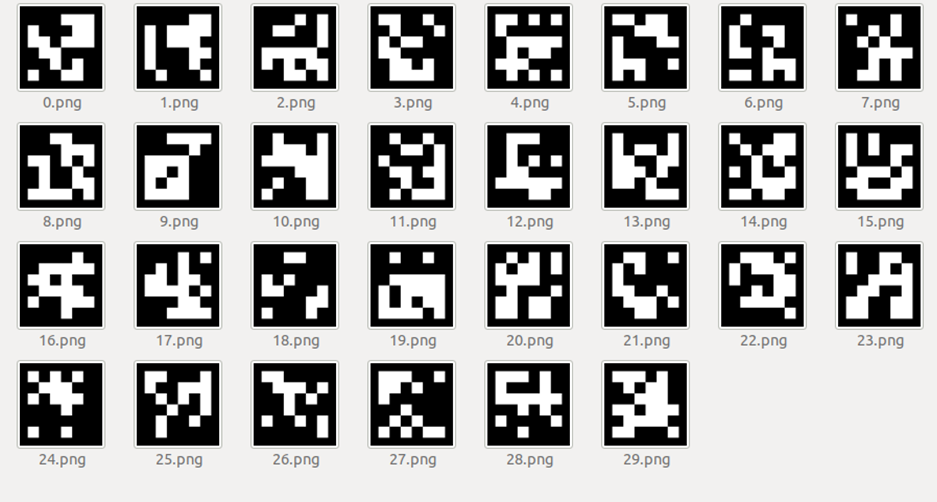 0.png 1.png 2.png 3.png 4.png 5.png 6.png 7.png
8.png 9.png 10.png 11.png 12.png 13.png 14.png 15.png
16.png 17.png 18.png 19.png 20.png 21.png 22.png 23.png
24.png 25.png 26.png 27.png 28.png 29.png